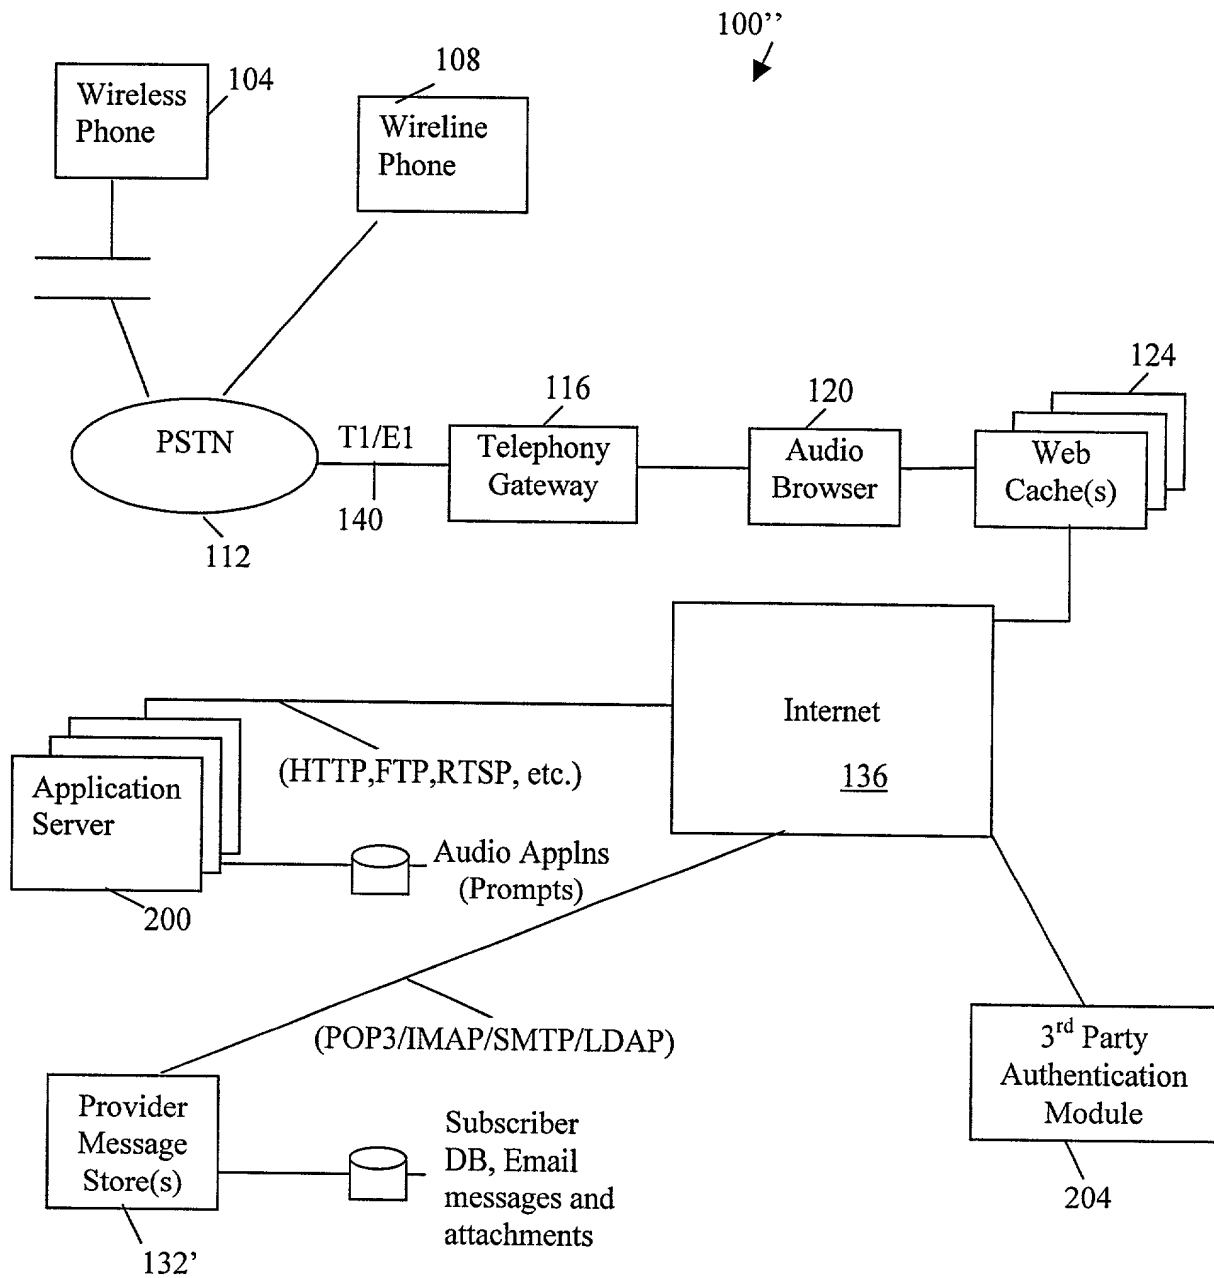 100’’
104
108
Wireless
Phone
Wireline
Phone
124
116
120
PSTN
T1/E1
Telephony
Gateway
Audio
Browser
Web
Cache(s)
140
112
Internet
136
(HTTP,FTP,RTSP, etc.)
Application
Server
Audio Applns
(Prompts)
200
(POP3/IMAP/SMTP/LDAP)
3rd Party
Authentication
Module
Provider
Message
Store(s)
Subscriber
DB, Email
messages and
attachments
204
132’